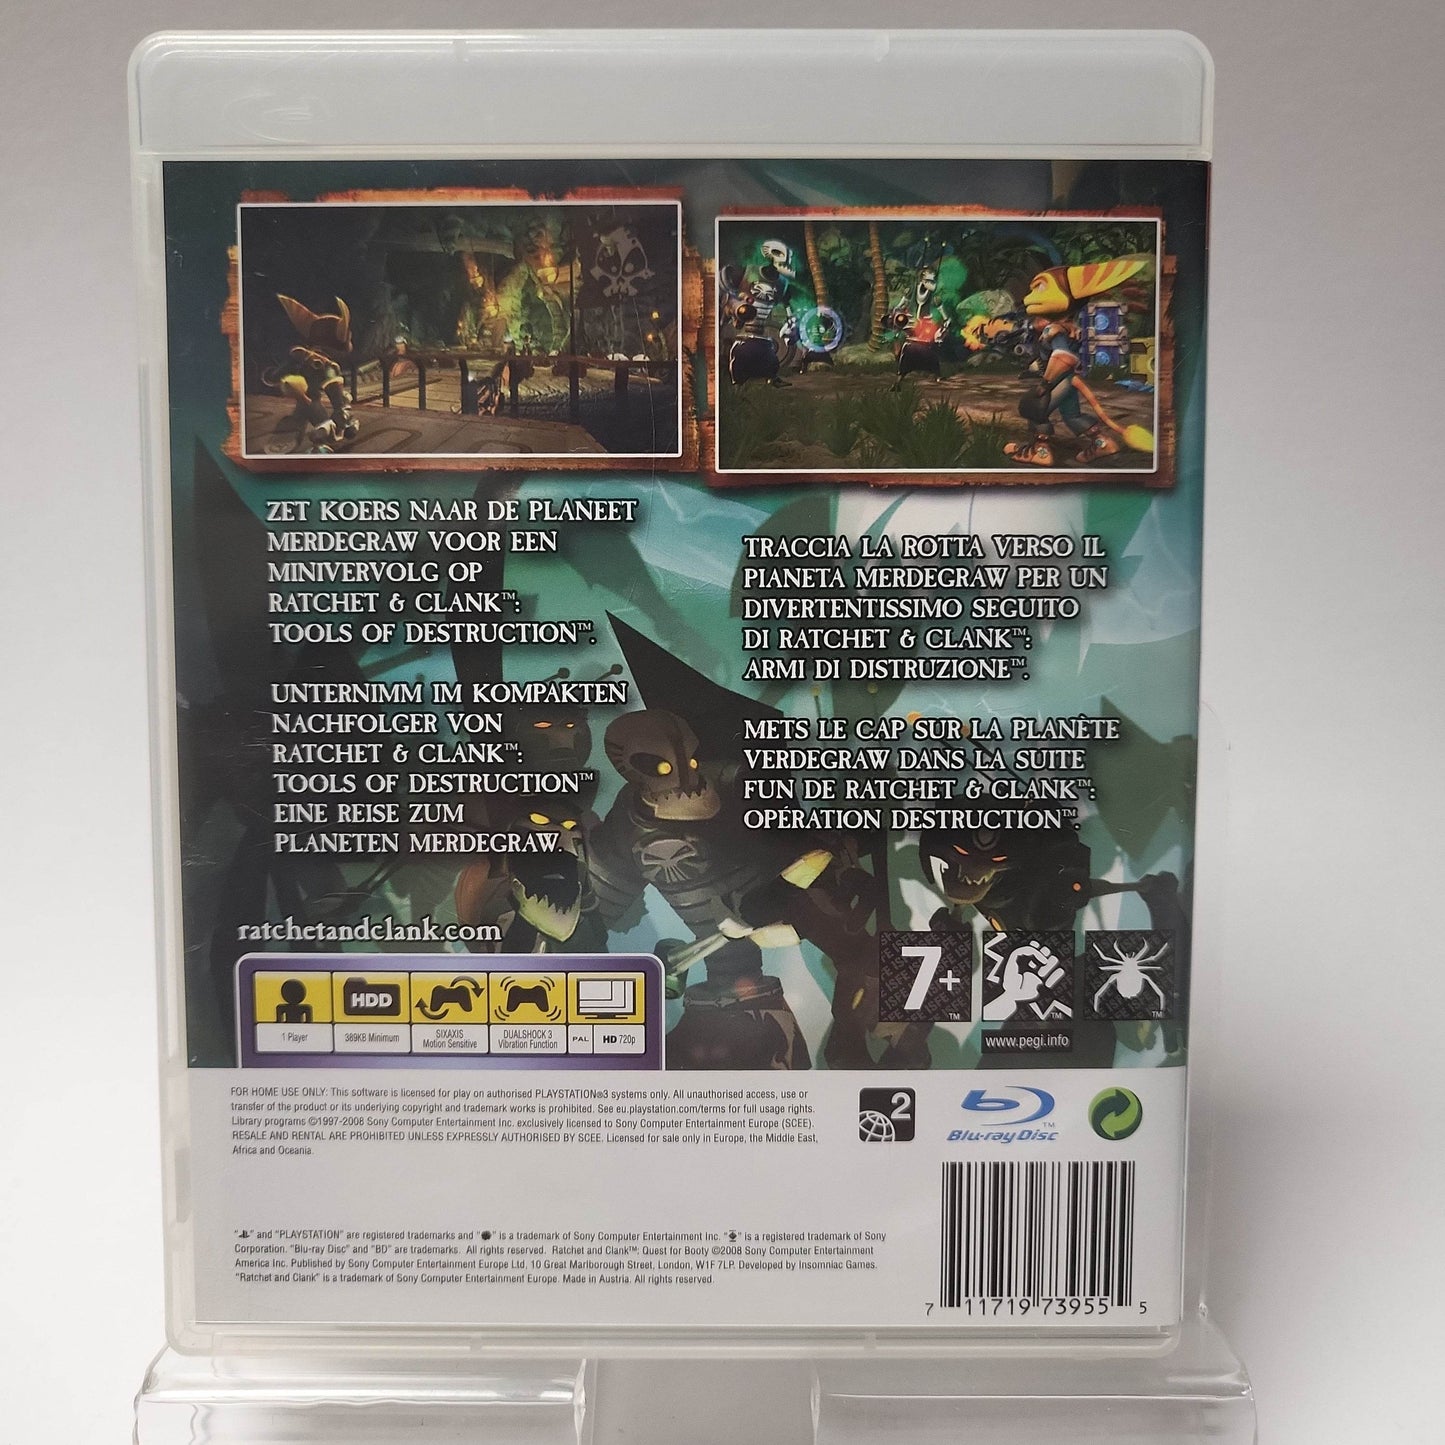 ZET KOERS NAAR DE PLANEET
MERDEGRAW VOOR EEN
MINIVERVOLG OP
RATCHET & CLANK™:
TOOLS OF DESTRUCTION™.
UNTERNIMM IM KOMPAKTEN
NACHFOLGER VON
RATCHET & CLANK™:
TOOLS OF DESTRUCTION™
EINE REISE ZUM
PLANETEN MERDEGRAW.
TRACCIA LA ROTTA VERSO IL
PIANETA MERDEGRAW PER UN
DIVERTENTISSIMO SEGUITO
DI RATCHET & CLANK™:
ARMI DI DISTRUZIONE™.
METS LE CAP SUR LA PLANÈTE
VERDEGRAW DANS LA SUITE
FUN DE RATCHET & CLANK™:
OPÉRATION DESTRUCTION™.
ratchetandclank.com
HDD
1 Player
389KB Minimum
SIXAXIS
Motion Sensitive
DUALSHOCK 3
Vibration Function
PAL
HD 720p
7+
™
™
™
www.pegi.info
FOR HOME USE ONLY: This software is licensed for play on authorised PLAYSTATION®3 systems only. All unauthorised access, use or
transfer of the product or its underlying copyright and trademark works is prohibited. See eu.playstation.com/terms for full usage rights.
Library programs ©1997-2008 Sony Computer Entertainment Inc. exclusively licensed to Sony Computer Entertainment Europe (SCEE).
RESALE AND RENTAL ARE PROHIBITED UNLESS EXPRESSLY AUTHORISED BY SCEE. Licensed for sale only in Europe, the Middle East,
Africa and Oceania.
2
Blu-ray Disc™
" " and "PLAYSTATION" are registered trademarks and " " is a trademark of Sony Computer Entertainment Inc. " " is a registered trademark of Sony
Corporation. "Blu-ray Disc" and "BD" are trademarks. All rights reserved. Ratchet and Clank™: Quest for Booty ©2008 Sony Computer Entertainment
America Inc. Published by Sony Computer Entertainment Europe Ltd, 10 Great Marlborough Street, London, W1F 7LP. Developed by Insomniac Games.
"Ratchet and Clank" is a trademark of Sony Computer Entertainment Europe. Made in Austria. All rights reserved.
7 11719 73955 5